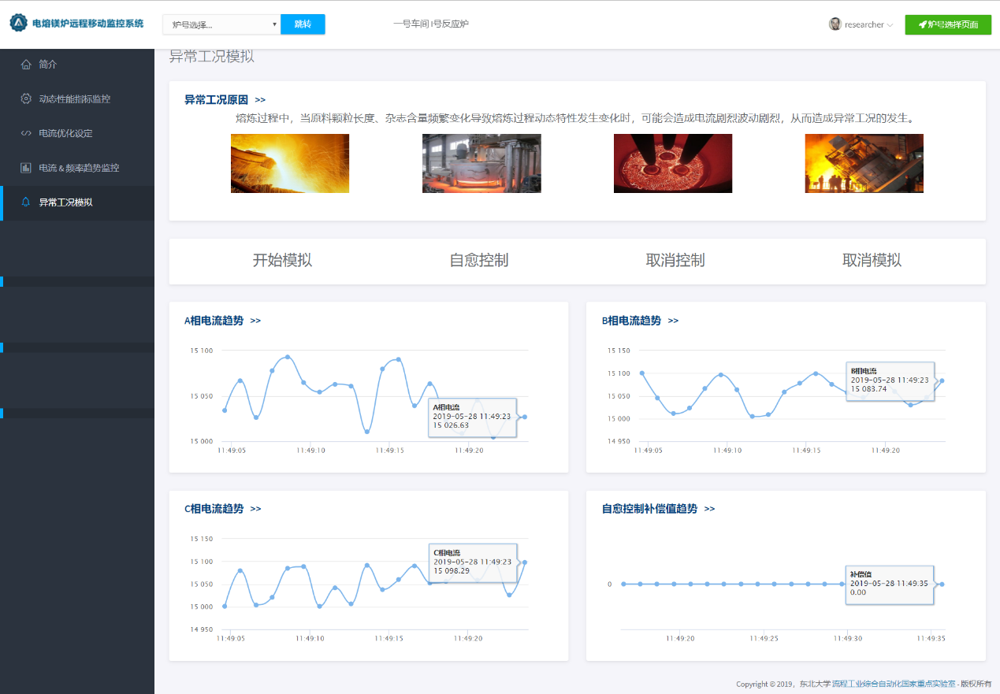 电熔镁炉远程移动监控系统
炉号选择...
跳转
一号车间1号反应炉
researcher
炉号选择页面
简介
动态性能指标监控
电流优化设定
电流 & 频率趋势监控
异常工况模拟
异常工况模拟
异常工况原因 >>
熔炼过程中，当原料颗粒长度、杂志含量频繁变化导致熔炼过程动态特性发生变化时，可能会造成电流剧烈波动剧烈，从而造成异常工况的发生。
开始模拟
自愈控制
取消控制
取消模拟
A相电流趋势 >>
15 100
15 050
15 000
11:49:05
11:49:10
11:49:15
11:49:20
A相电流
2019-05-28 11:49:23
15 026.63
B相电流趋势 >>
15 150
15 100
15 050
15 000
14 950
11:49:05
11:49:10
11:49:15
11:49:20
B相电流
2019-05-28 11:49:23
15 083.74
C相电流趋势 >>
15 150
15 100
15 050
15 000
14 950
11:49:05
11:49:10
11:49:15
11:49:20
C相电流
2019-05-28 11:49:23
15 098.29
自愈控制补偿值趋势 >>
0
11:49:20
11:49:25
11:49:30
11:49:35
补偿值
2019-05-28 11:49:35
0.00
Copyright © 2019，东北大学 流程工业综合自动化国家重点实验室 - 版权所有